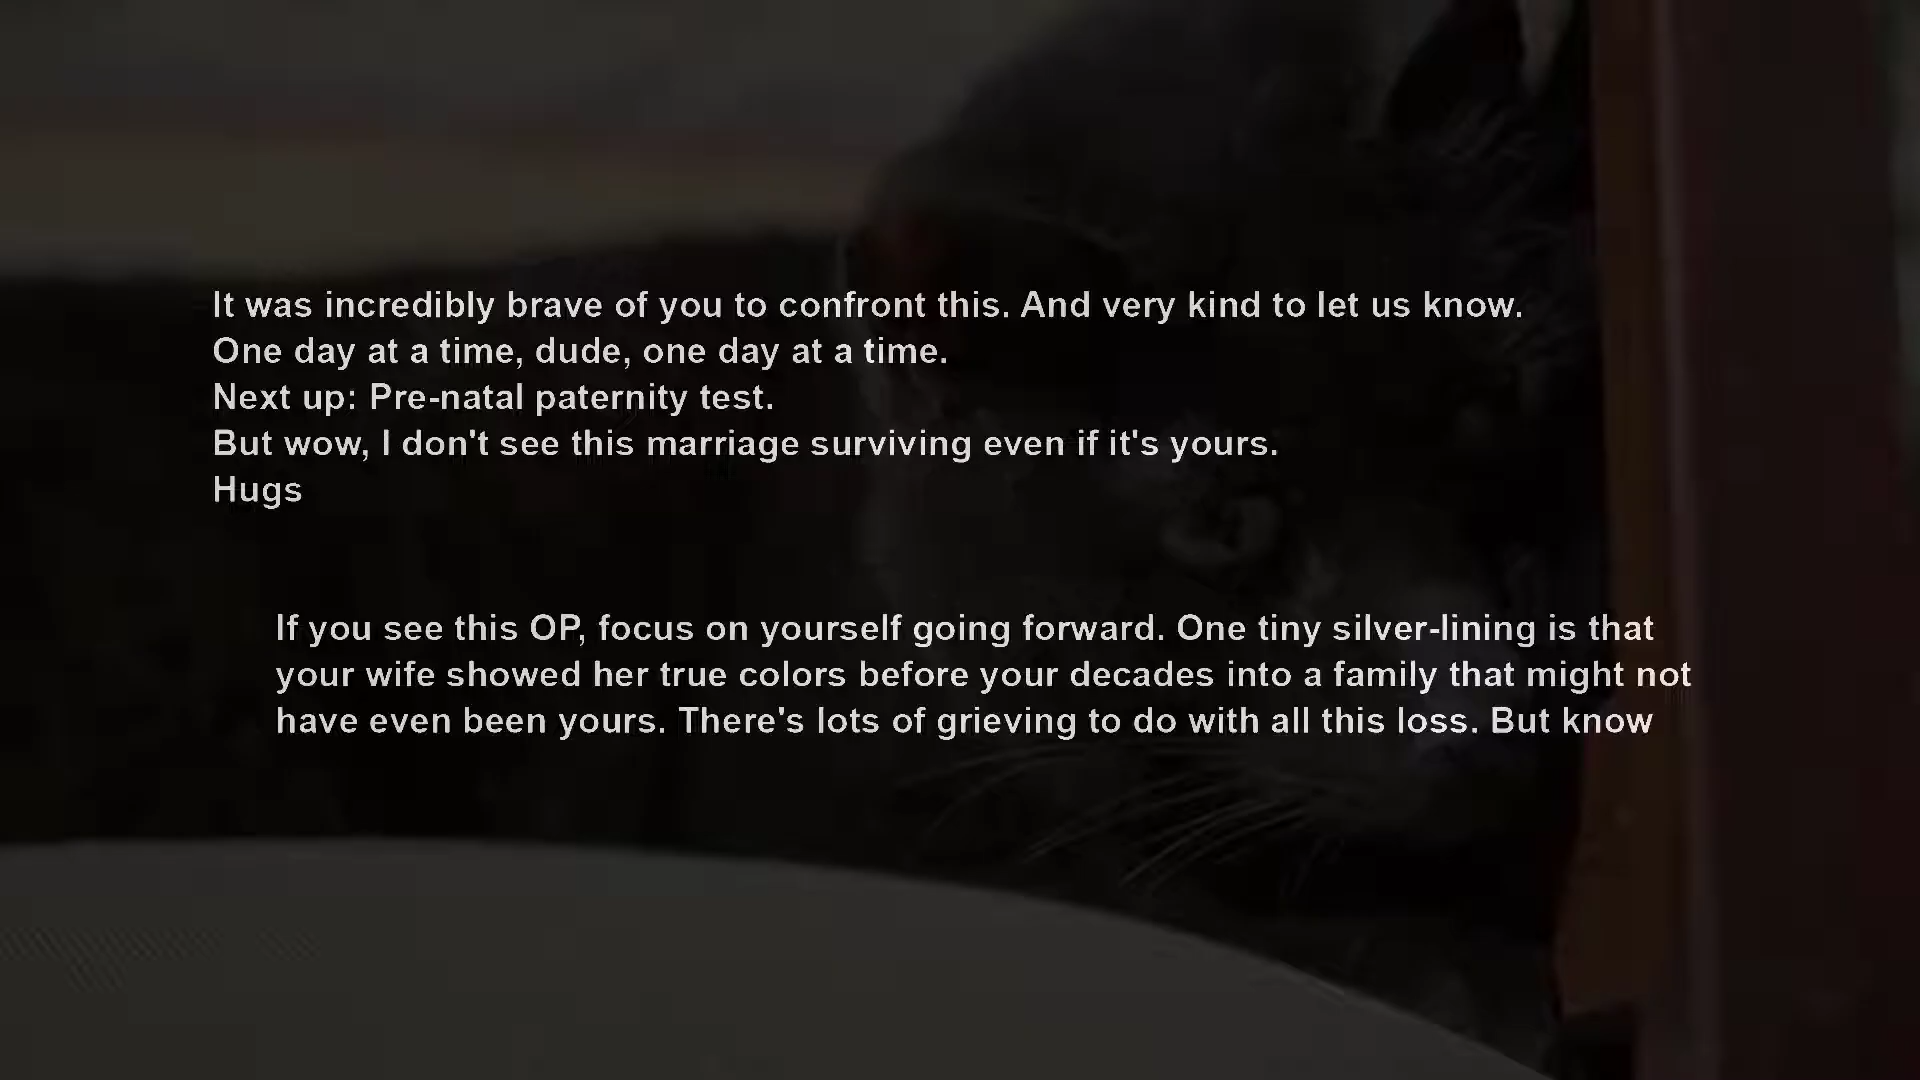 It was incredibly brave of you to confront this. And very kind to let us know.
One day at a time, dude, one day at a time.
Next up: Pre-natal paternity test.
But wow, I don't see this marriage surviving even if it's yours.
Hugs
If you see this OP, focus on yourself going forward. One tiny silver-lining is that
your wife showed her true colors before your decades into a family that might not
have even been yours. There's lots of grieving to do with all this loss. But know